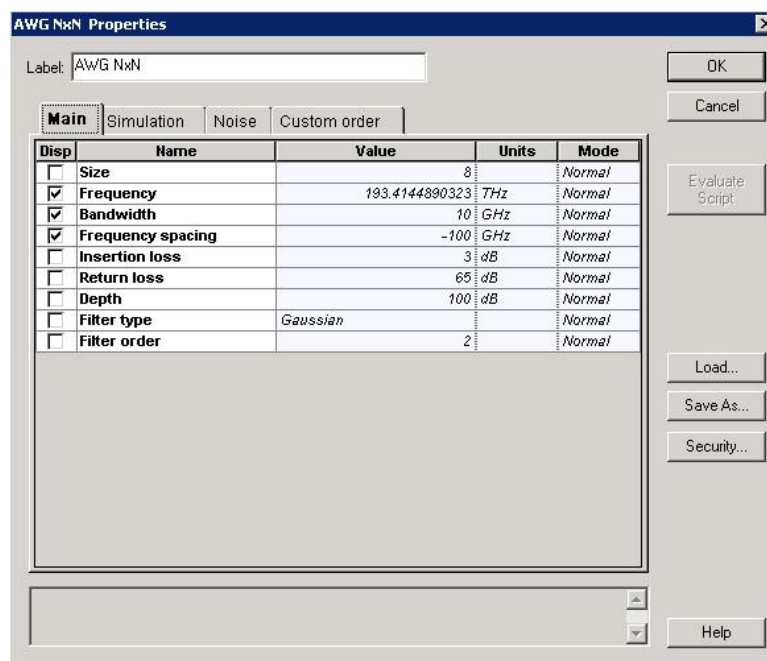 AWG NxN Properties
Label: AWG NxN
OK
Cancel
Main Simulation Noise Custom order
Disp Name Value Units Mode
Size 8 Normal
Frequency 193.4144890323 THz Normal
Bandwidth 10 GHz Normal
Frequency spacing -100 GHz Normal
Insertion loss 3 dB Normal
Return loss 65 dB Normal
Depth 100 dB Normal
Filter type Gaussian Normal
Filter order 2 Normal
Evaluate
Script
Load...
Save As...
Security...
Help